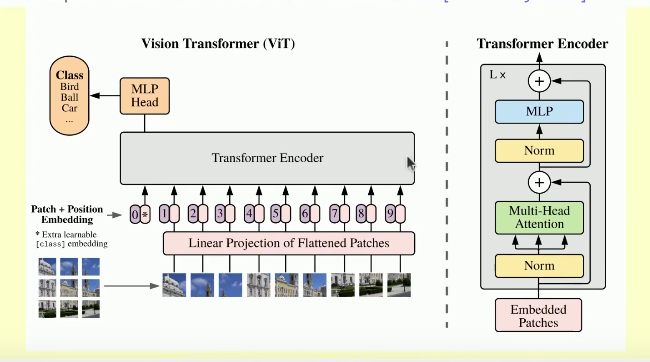 Vision Transformer (ViT)
Class
Bird
Ball
Car
...
MLP
Head
Transformer Encoder
Patch + Position
Embedding
0 * 1 2 3 4 5 6 7 8 9
* Extra learnable
[class] embedding
Linear Projection of Flattened Patches
Transformer Encoder
L x
+
MLP
Norm
+
Multi-Head
Attention
Norm
Embedded
Patches